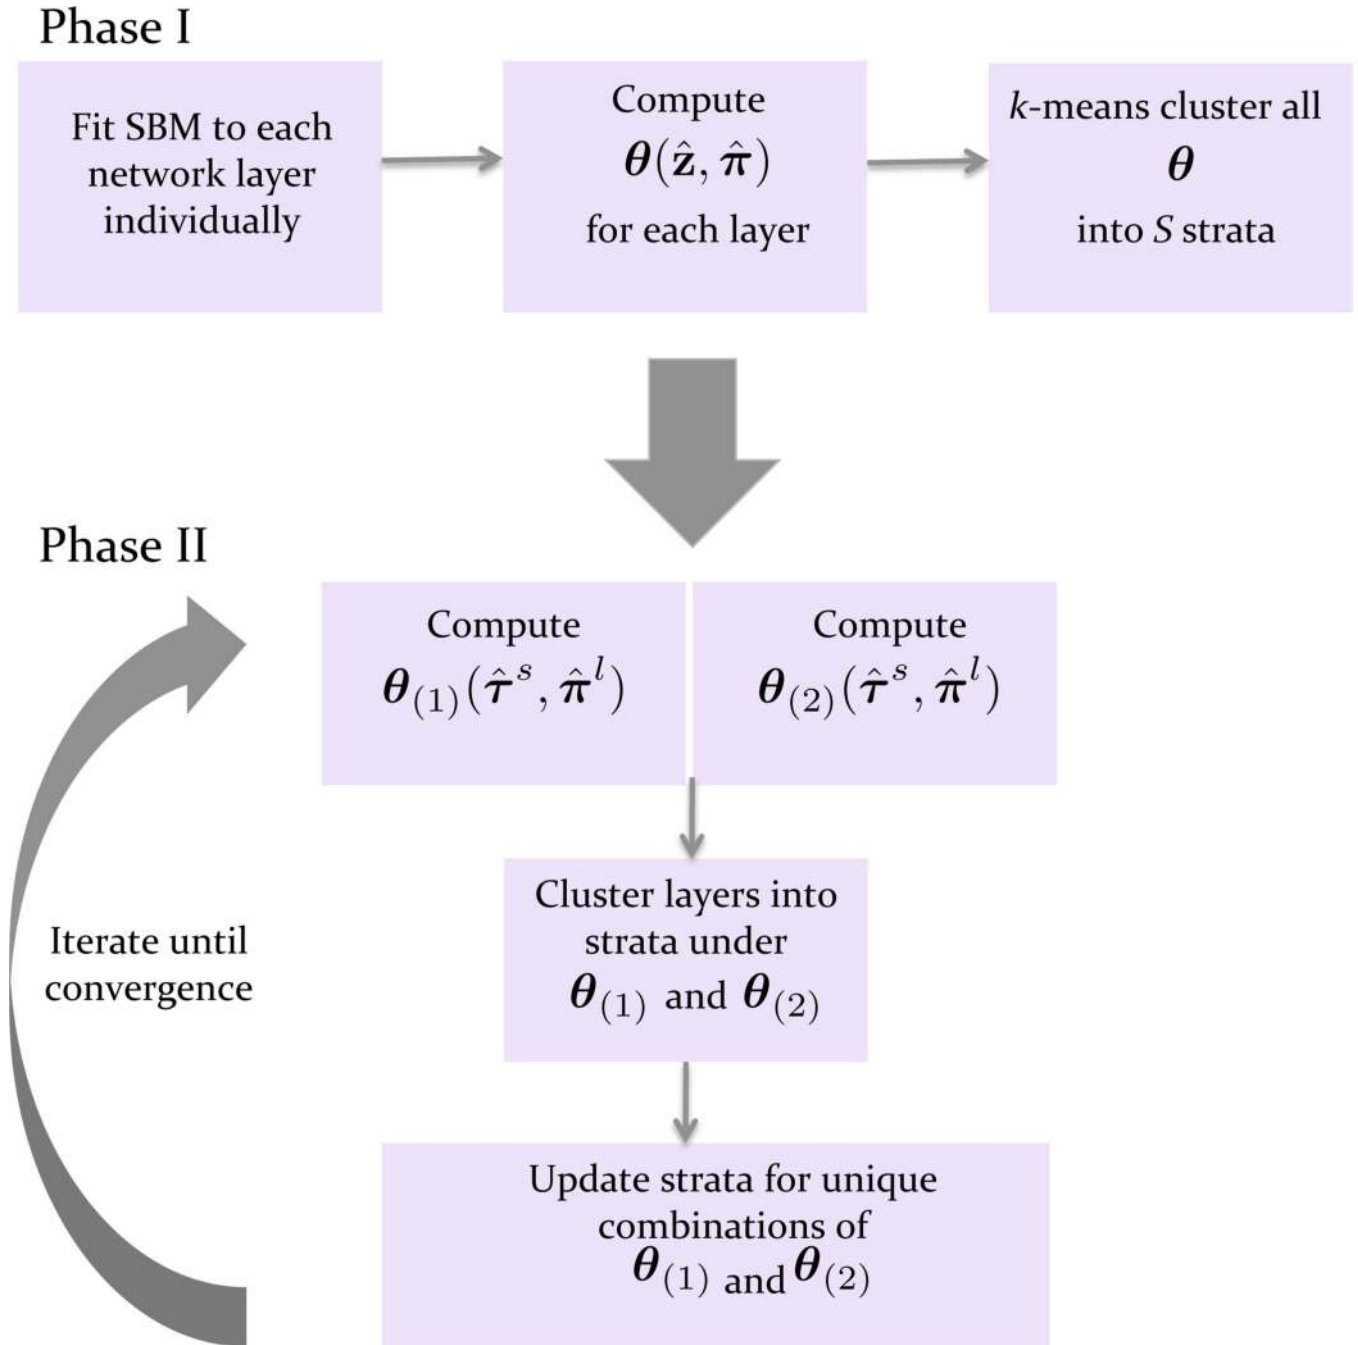 Phase I
Fit SBM to each
network layer
individually
Compute
θ(ẑ, π̂)
for each layer
k-means cluster all
θ
into S strata
Phase II
Compute
θ₍₁₎(τ̂ˢ, π̂ˡ)
Compute
θ₍₂₎(τ̂ˢ, π̂ˡ)
Cluster layers into
strata under
θ₍₁₎ and θ₍₂₎
Iterate until
convergence
Update strata for unique
combinations of
θ₍₁₎ and θ₍₂₎